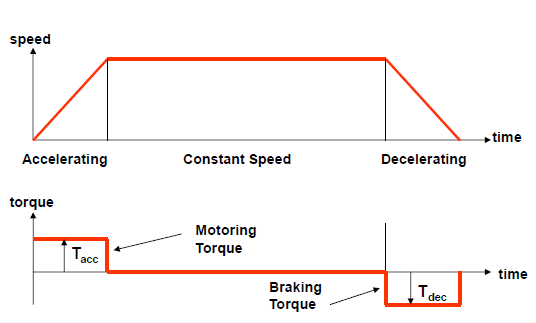 speed
time
Accelerating
Constant Speed
Decelerating
torque
Motoring
Torque
Tacc
time
Braking
Torque
Tdec